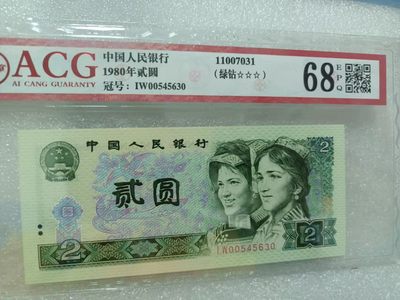 ACG
AI CANG GUARANTY
中国人民银行
1980年贰圆
冠号：IW00545630
11007031
（绿钻☆☆☆）
68
EPQ
中国人民银行
2
贰圆
IW00545630
2
2